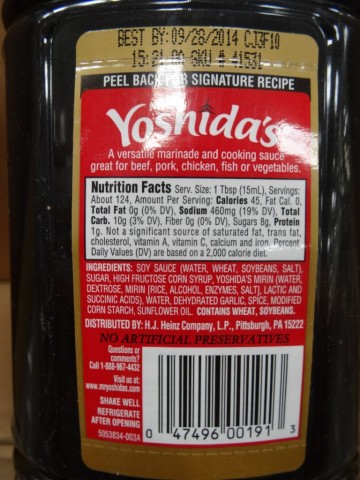 BEST BY:09/28/2014 CJ3F10
15:21 00 SKU # 41531
PEEL BACK FOR SIGNATURE RECIPE
Yoshida's
A versatile marinade and cooking sauce
great for beef, pork, chicken, fish or vegetables.
Nutrition Facts Serv. Size: 1 Tbsp (15mL), Servings:
About 124, Amount Per Serving: Calories 45, Fat Cal. 0,
Total Fat 0g (0% DV), Sodium 460mg (19% DV), Total
Carb. 10g (3% DV), Fiber 0g (0% DV), Sugars 8g, Protein
1g. Not a significant source of saturated fat, trans fat,
cholesterol, vitamin A, vitamin C, calcium and iron. Percent
Daily Values (DV) are based on a 2,000 calorie diet.
INGREDIENTS: SOY SAUCE (WATER, WHEAT, SOYBEANS, SALT),
SUGAR, HIGH FRUCTOSE CORN SYRUP, YOSHIDA'S MIRIN (WATER,
DEXTROSE, MIRIN [RICE, ALCOHOL, ENZYMES, SALT], LACTIC AND
SUCCINIC ACIDS), WATER, DEHYDRATED GARLIC, SPICE, MODIFIED
CORN STARCH, SUNFLOWER OIL. CONTAINS WHEAT, SOYBEANS.
DISTRIBUTED BY: H.J. Heinz Company, L.P., Pittsburgh, PA 15222
NO ARTIFICIAL PRESERVATIVES
Questions or
comments?
Call 1-888-967-4432
Visit us at:
www.mryoshidas.com
SHAKE WELL
REFRIGERATE
AFTER OPENING
5053834-003A
0 47496 00191 3